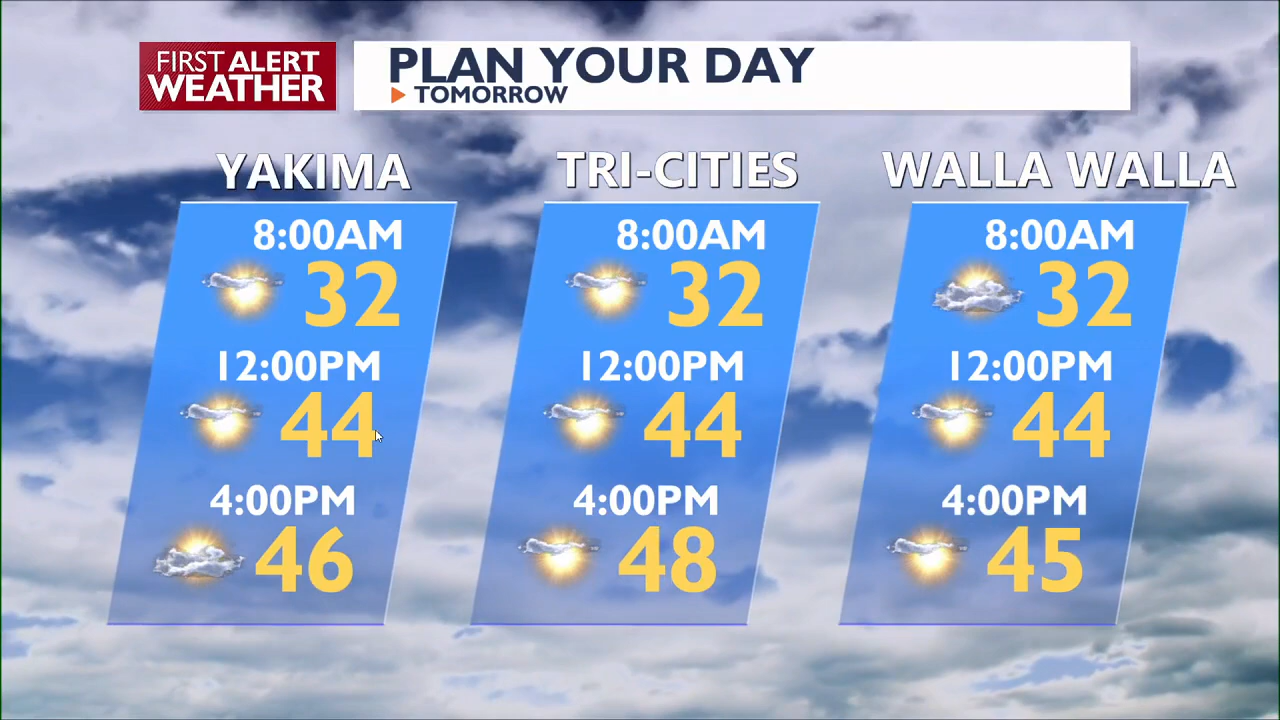 FIRST ALERT
WEATHER
PLAN YOUR DAY
TOMORROW
YAKIMA
8:00AM
32
12:00PM
44
4:00PM
46
TRI-CITIES
8:00AM
32
12:00PM
44
4:00PM
48
WALLA WALLA
8:00AM
32
12:00PM
44
4:00PM
45